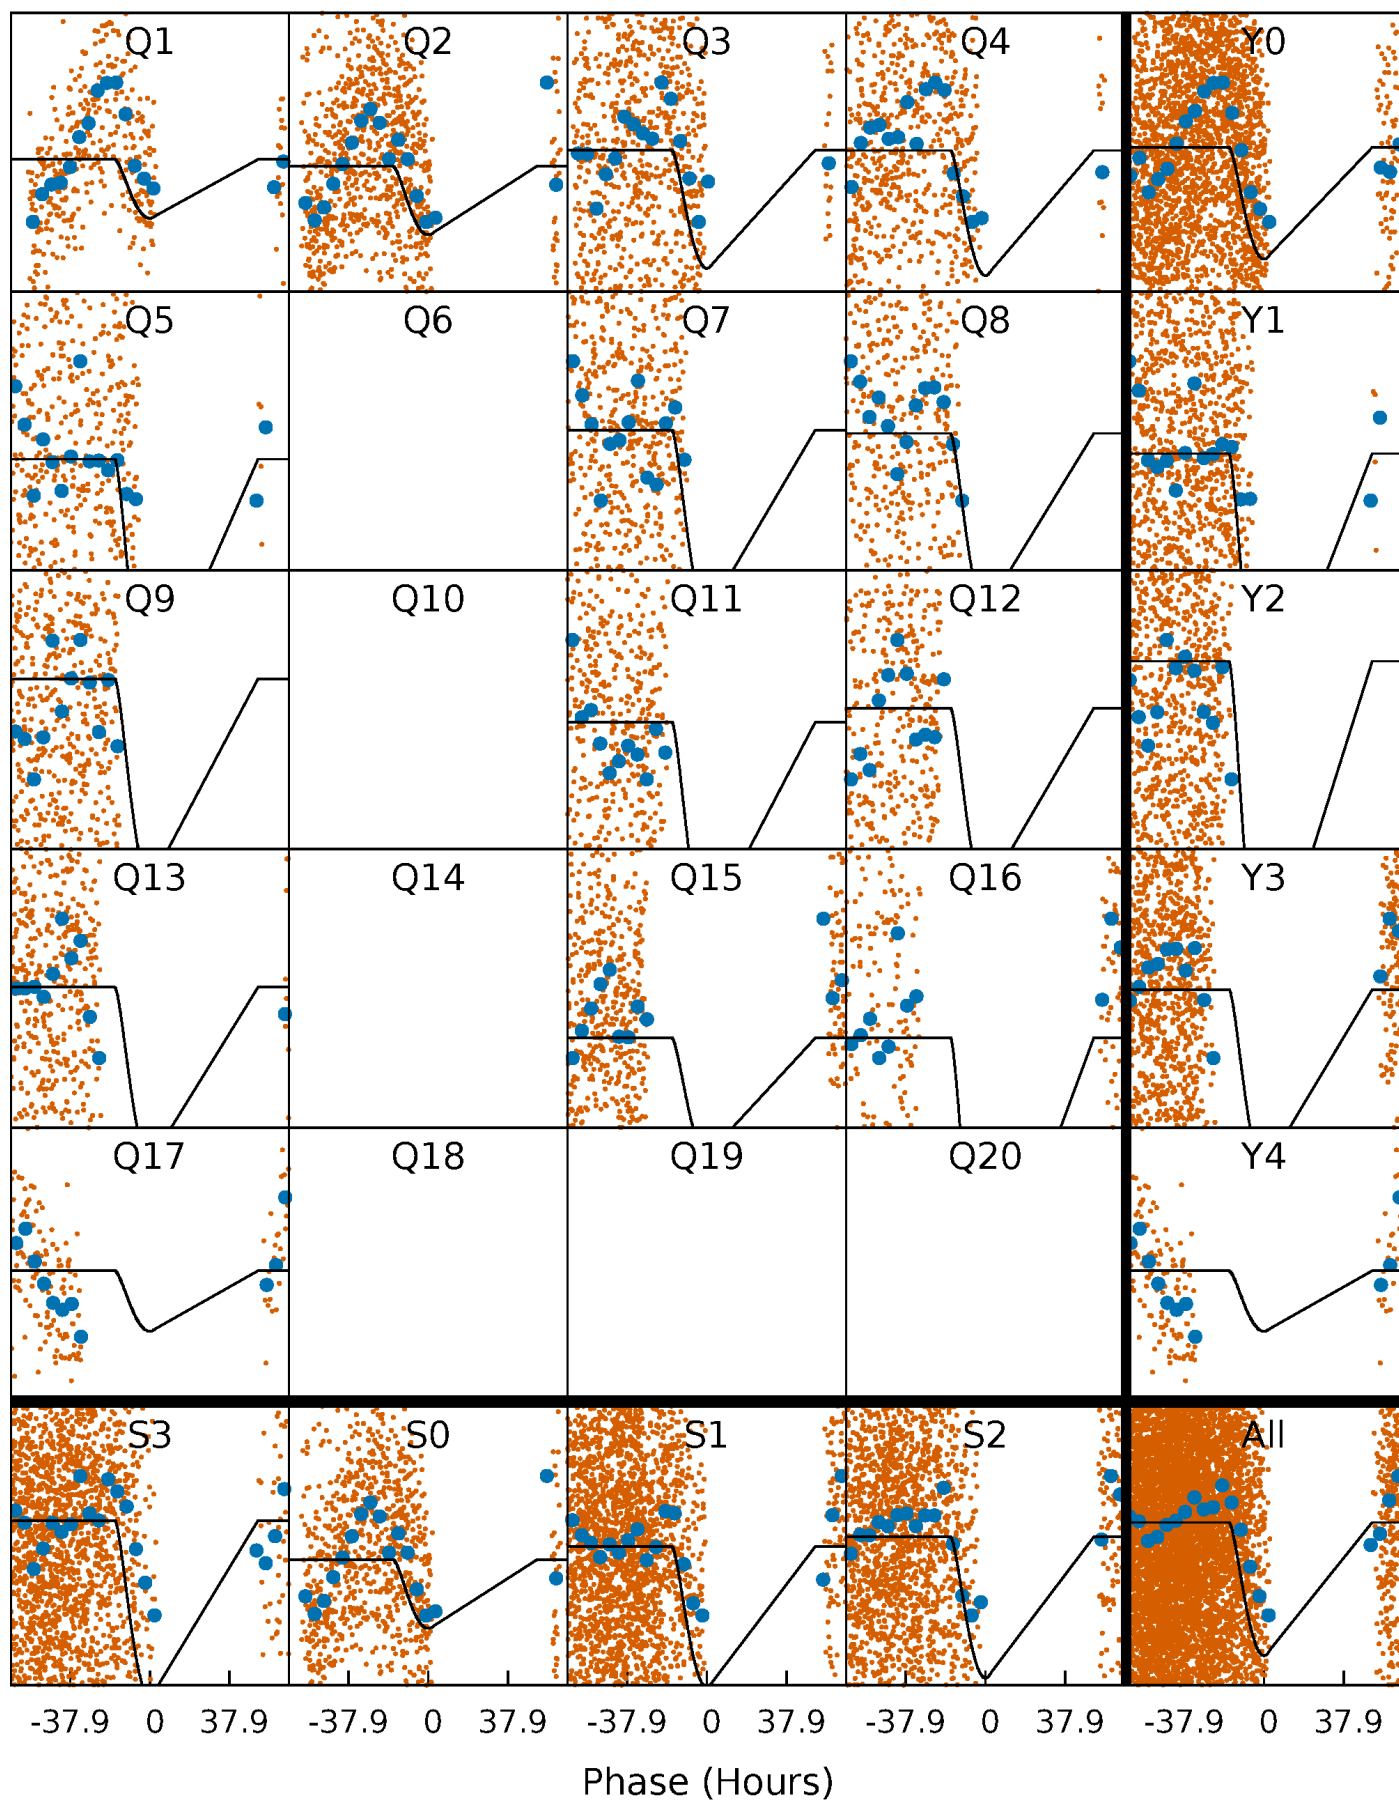 Q1 Q2 Q3 Q4 Y0
Q5 Q6 Q7 Q8 Y1
Q9 Q10 Q11 Q12 Y2
Q13 Q14 Q15 Q16 Y3
Q17 Q18 Q19 Q20 Y4
S3 S0 S1 S2 All
-37.9 0 37.9 -37.9 0 37.9 -37.9 0 37.9 -37.9 0 37.9 -37.9 0 37.9
Phase (Hours)